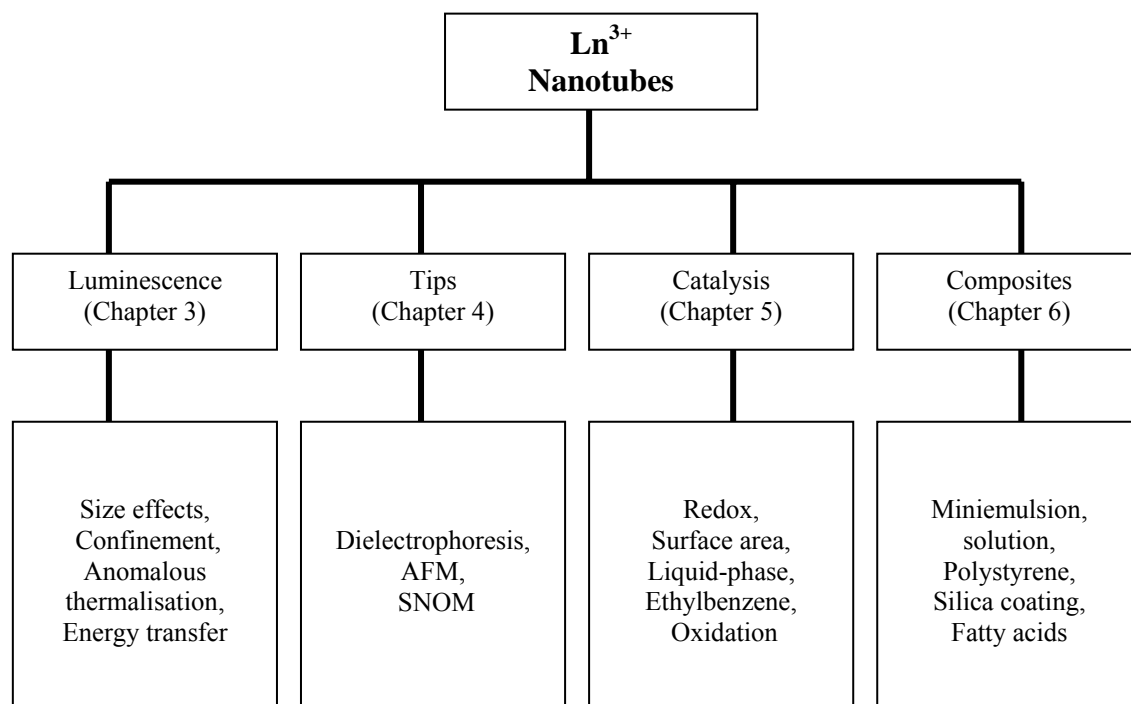 Ln³⁺
Nanotubes
Luminescence
(Chapter 3)
Tips
(Chapter 4)
Catalysis
(Chapter 5)
Composites
(Chapter 6)
Size effects,
Confinement,
Anomalous
thermalisation,
Energy transfer
Dielectrophoresis,
AFM,
SNOM
Redox,
Surface area,
Liquid-phase,
Ethylbenzene,
Oxidation
Miniemulsion,
solution,
Polystyrene,
Silica coating,
Fatty acids